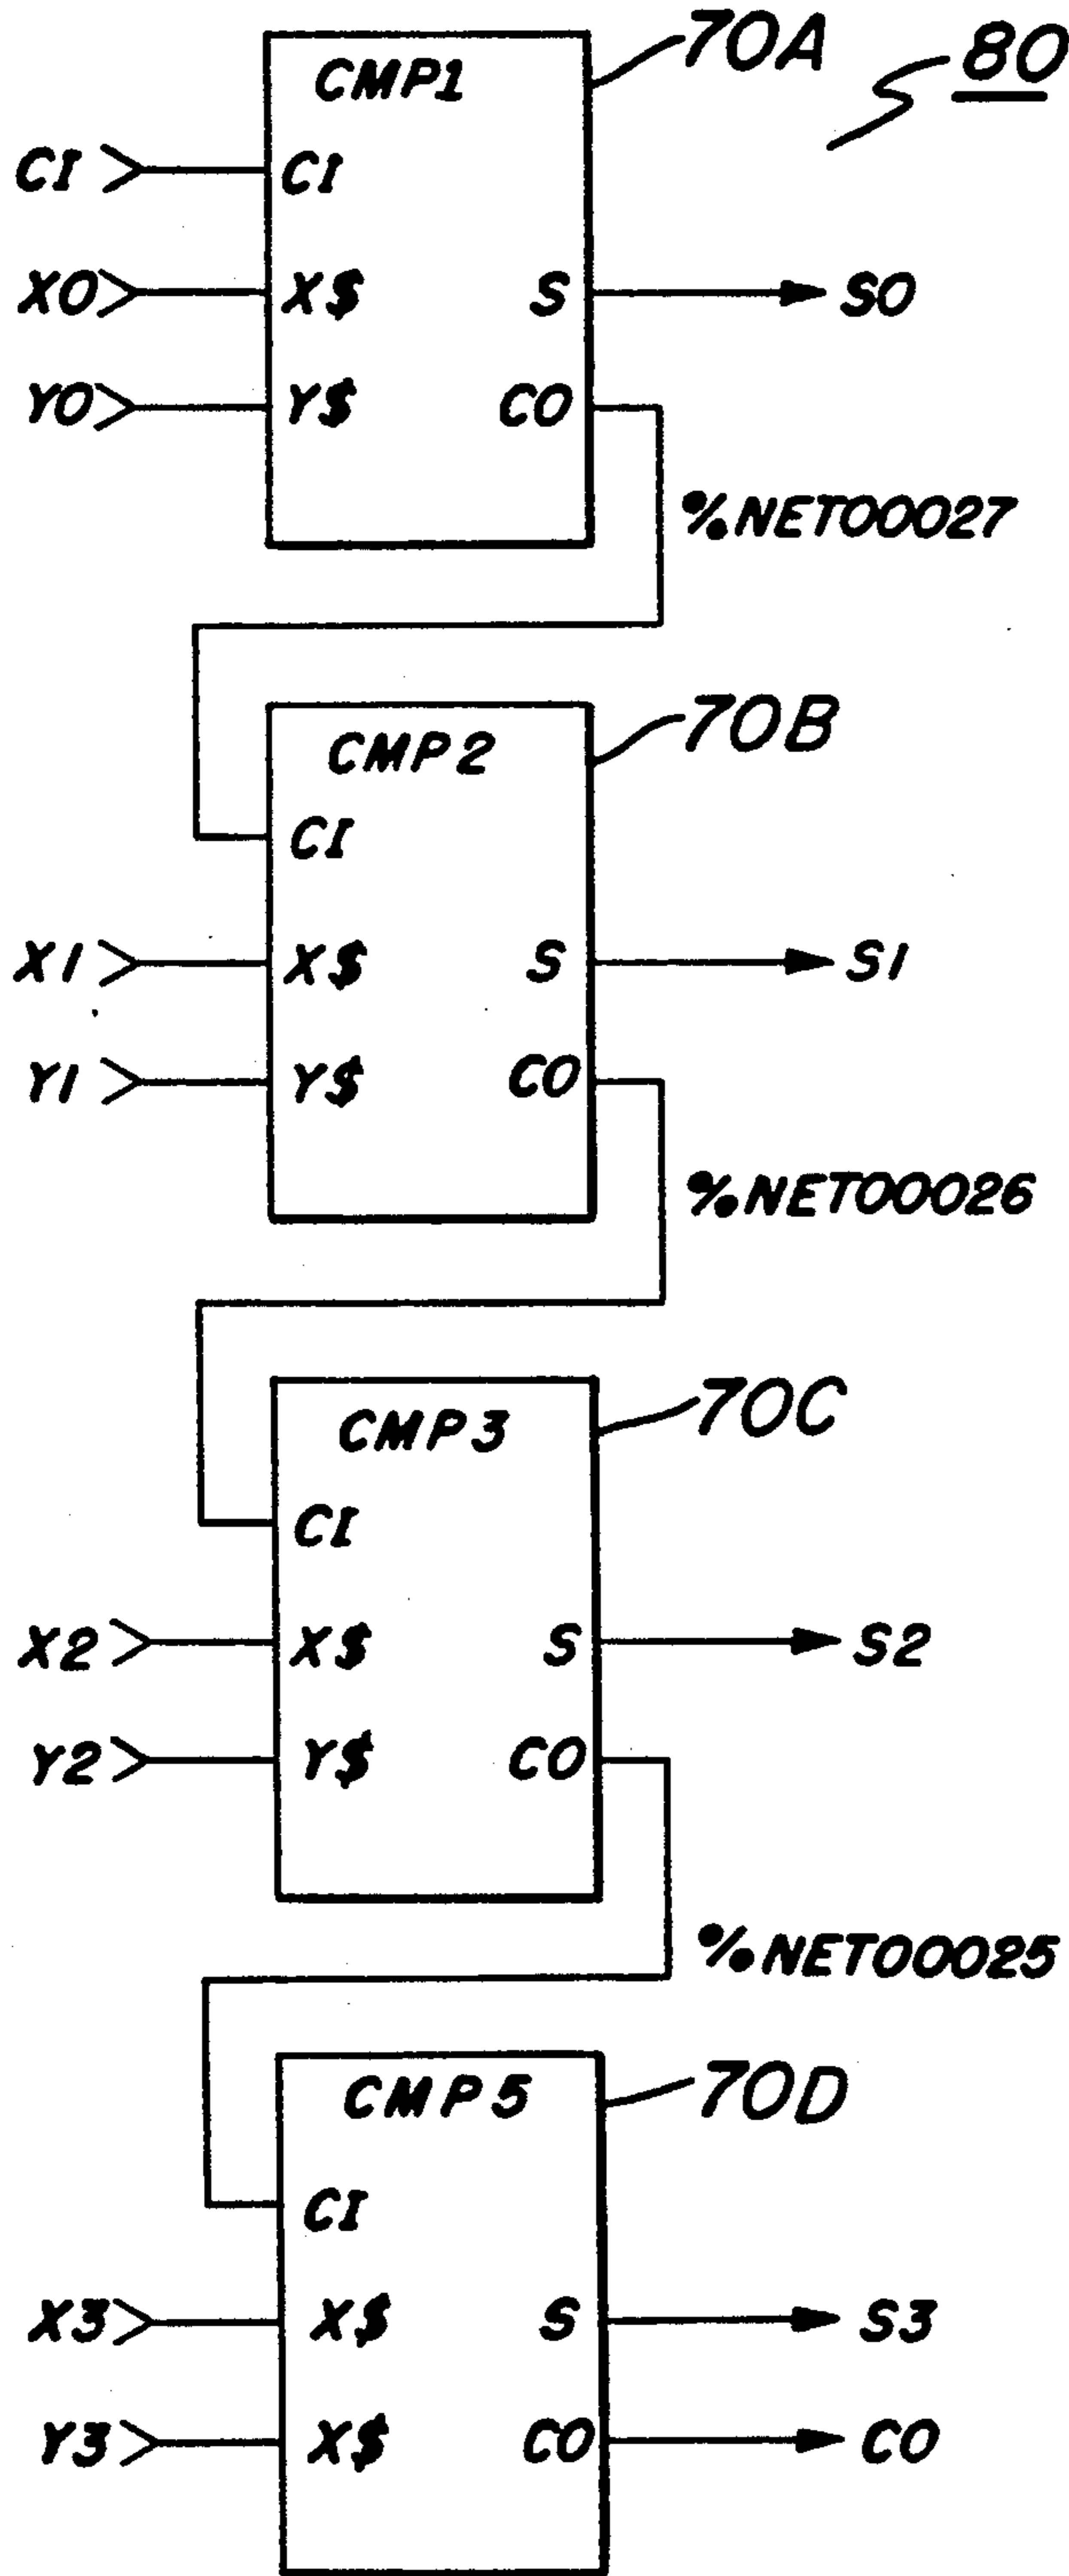 70A
80
CMP1
CI CI
X0 X$ S S0
Y0 Y$ CO
%NET00027
70B
CMP2
CI
X1 X$ S S1
Y1 Y$ CO
%NET00026
70C
CMP3
CI
X2 X$ S S2
Y2 Y$ CO
%NET00025
70D
CMP5
CI
X3 X$ S S3
Y3 X$ CO CO